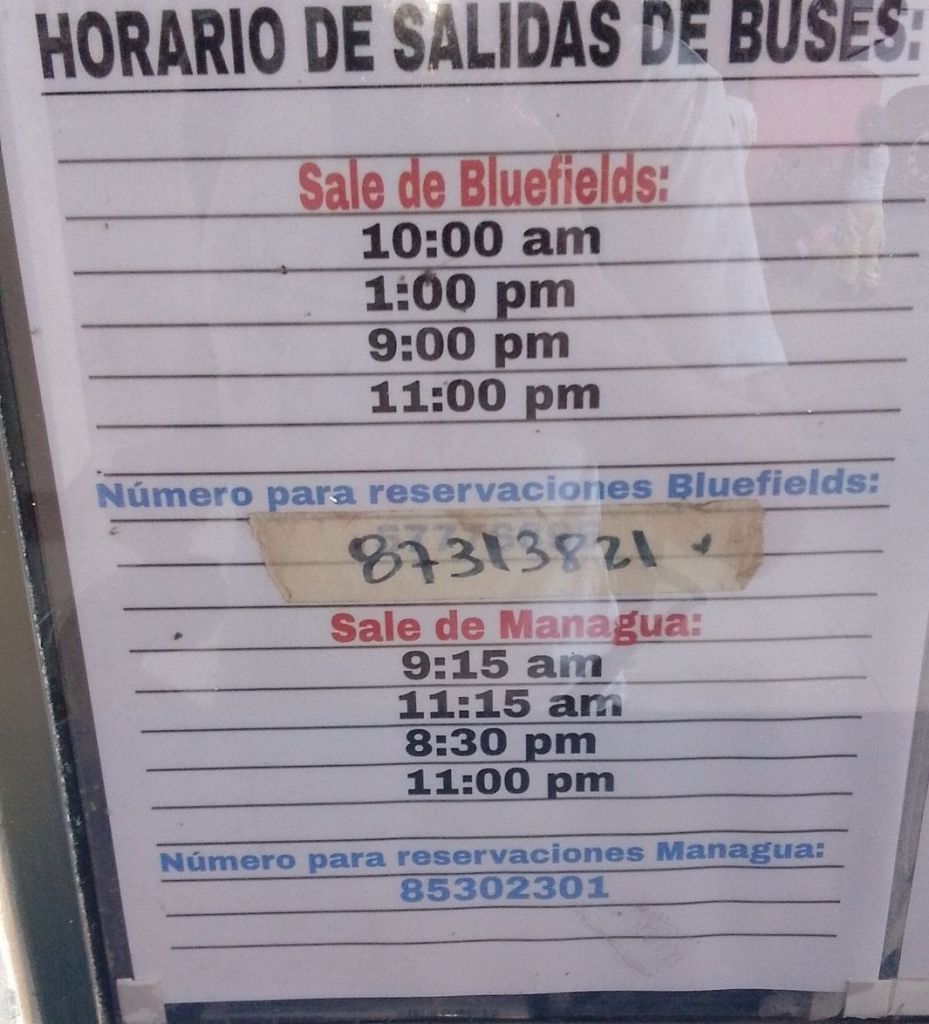 HORARIO DE SALIDAS DE BUSES:
Sale de Bluefields:
10:00 am
1:00 pm
9:00 pm
11:00 pm
Número para reservaciones Bluefields:
87313821
Sale de Managua:
9:15 am
11:15 am
8:30 pm
11:00 pm
Número para reservaciones Managua:
85302301